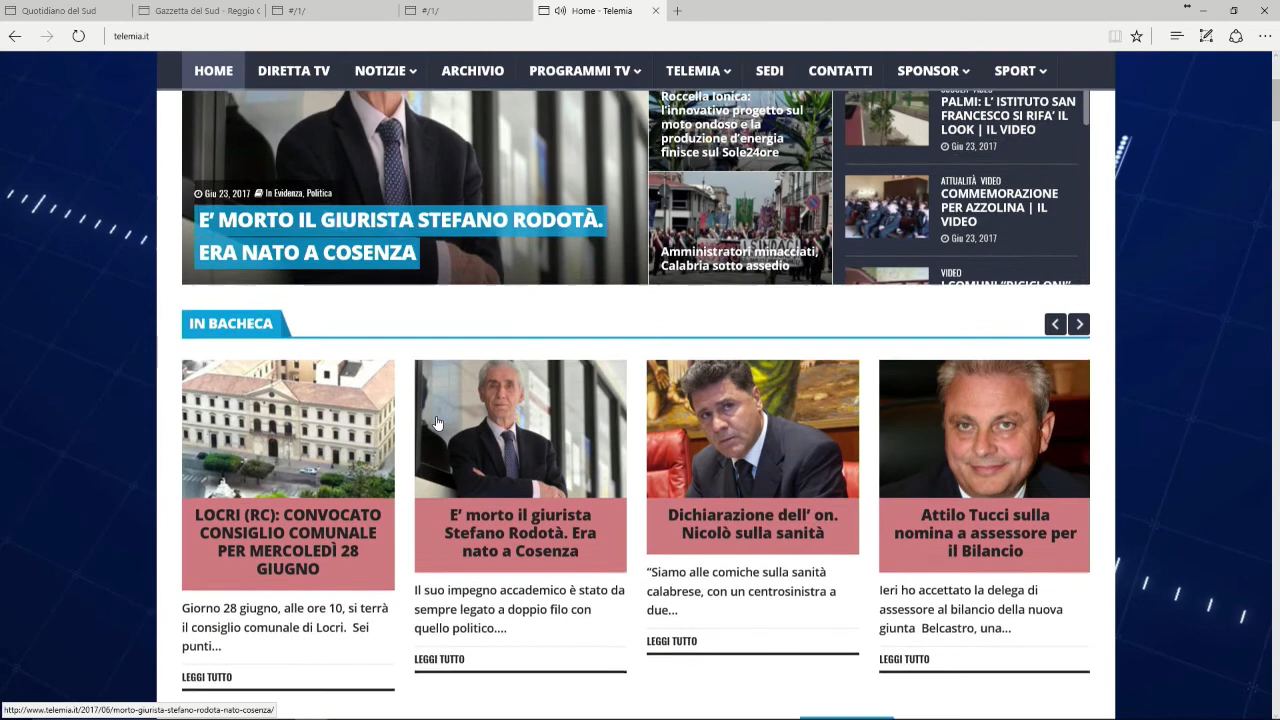 Quotidiano del Sud
Gazzetta del Sud - Reggio C
#/1/
#/1/
Home - Telemia
telemia.it
HOME
DIRETTA TV
NOTIZIE
ARCHIVIO
PROGRAMMI TV
TELEMIA
SEDI
CONTATTI
SPONSOR
SPORT
Giu 23, 2017 In Evidenza, Politica
E' MORTO IL GIURISTA STEFANO RODOTÀ.
ERA NATO A COSENZA
Roccella Ionica:
l'innovativo progetto sul
moto ondoso e la
produzione d'energia
finisce sul Sole24ore
Amministratori minacciati,
Calabria sotto assedio
PALMI: L' ISTITUTO SAN
FRANCESCO SI RIFA' IL
LOOK | IL VIDEO
Giu 23, 2017
ATTUALITÀ VIDEO
COMMEMORAZIONE
PER AZZOLINA | IL
VIDEO
Giu 23, 2017
VIDEO
I COMUNI "RICICLONI"
IN BACHECA
LOCRI (RC): CONVOCATO
CONSIGLIO COMUNALE
PER MERCOLEDÌ 28
GIUGNO
Giorno 28 giugno, alle ore 10, si terrà
il consiglio comunale di Locri. Sei
punti...
LEGGI TUTTO
E' morto il giurista
Stefano Rodotà. Era
nato a Cosenza
Il suo impegno accademico è stato da
sempre legato a doppio filo con
quello politico....
LEGGI TUTTO
Dichiarazione dell' on.
Nicolò sulla sanità
“Siamo alle comiche sulla sanità
calabrese, con un centrosinistra a
due...
LEGGI TUTTO
Attilo Tucci sulla
nomina a assessore per
il Bilancio
Ieri ho accettato la delega di
assessore al bilancio della nuova
giunta Belcastro, una...
LEGGI TUTTO
http://www.telemia.it/2017/06/morto-giurista-stefano-rodota-nato-cosenza/